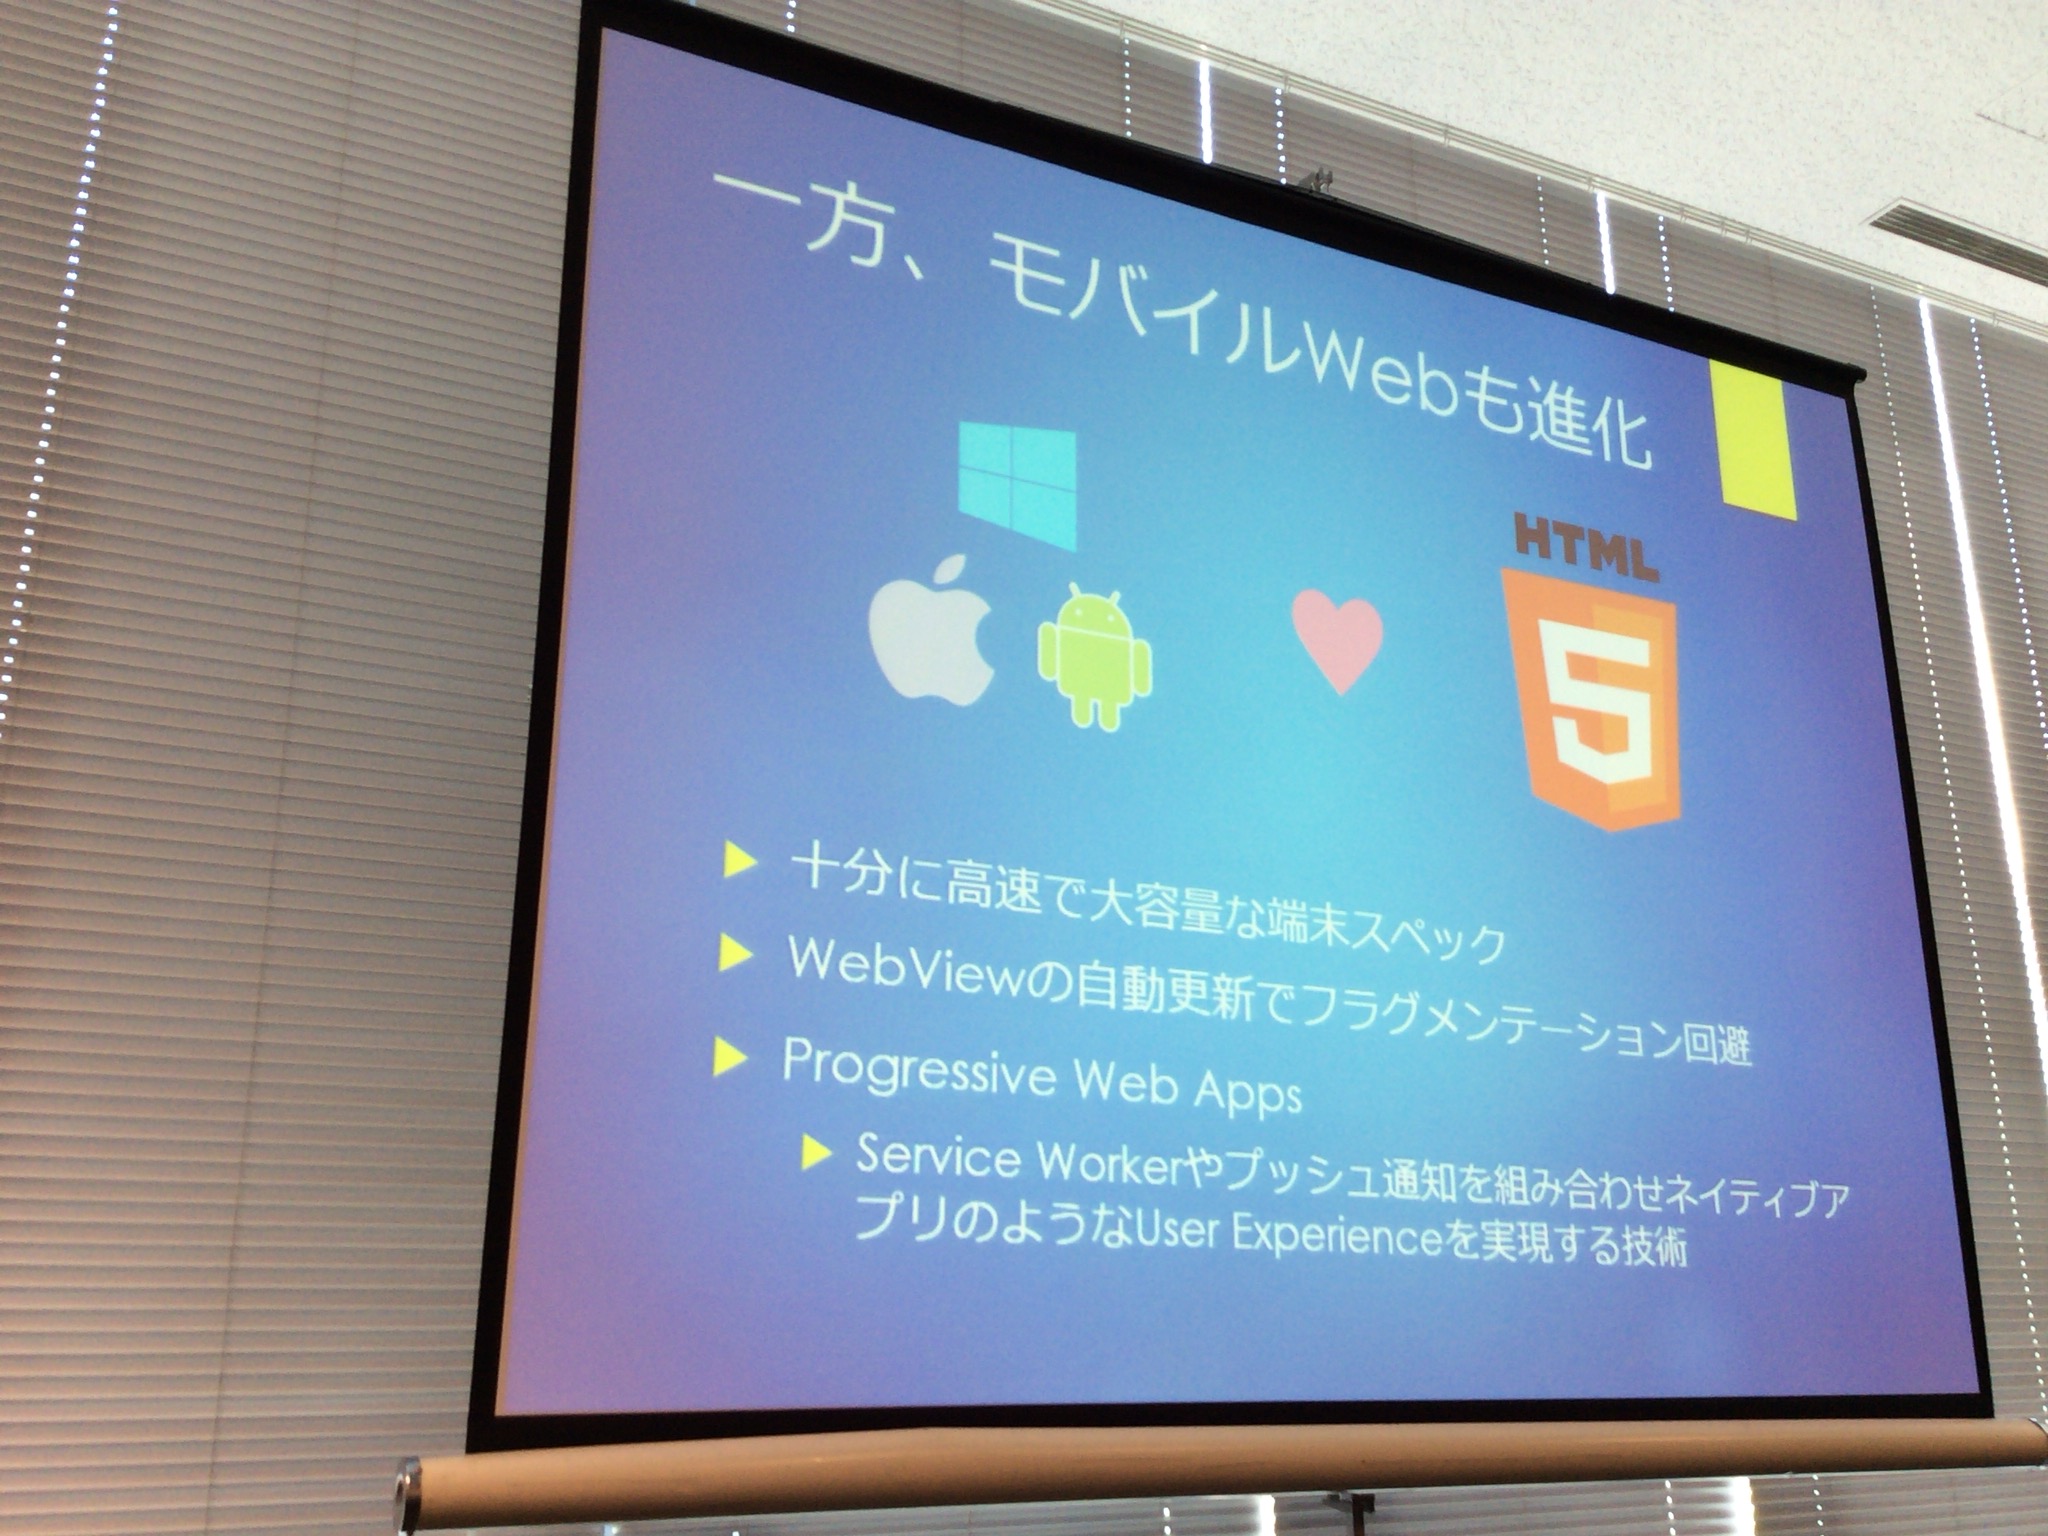 一方、モバイルWebも進化
HTML
5
十分に高速で大容量な端末スペック
WebViewの自動更新でフラグメンテーション回避
Progressive Web Apps
Service Workerやプッシュ通知を組み合わせネイティブア
プリのようなUser Experienceを実現する技術